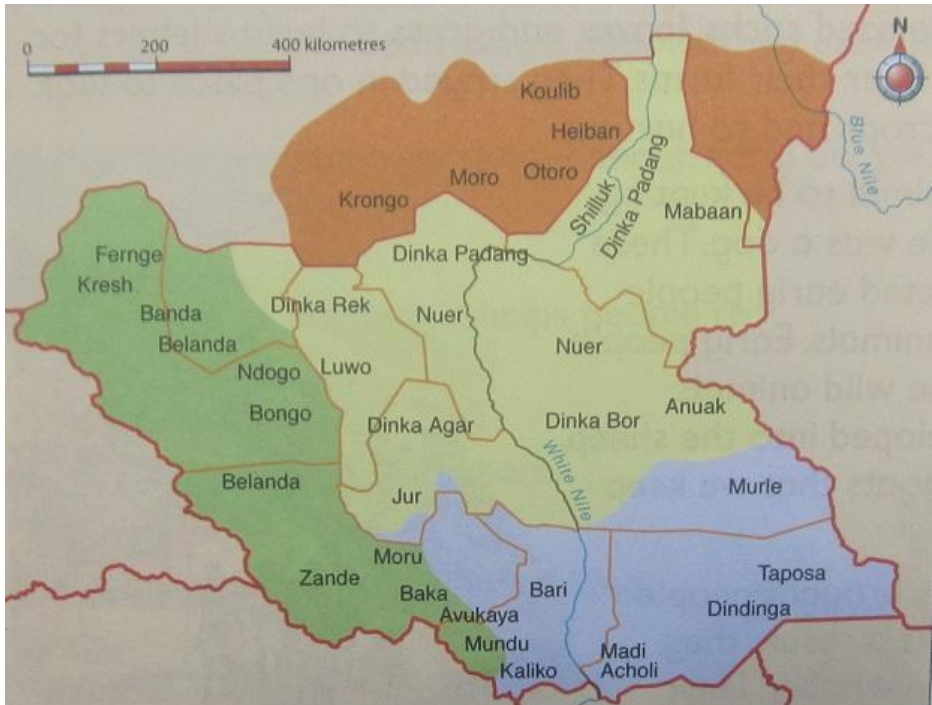 0 200 400 kilometres
N
Koulib
Heiban
Blue Nile
Moro
Otoro
Krongo
Shilluk
Dinka Padang
Mabaan
Fernge
Dinka Padang
Kresh
Banda
Dinka Rek
Nuer
Belanda
Nuer
Ndogo
Luwo
Bongo
Dinka Agar
Dinka Bor
Anuak
White Nile
Belanda
Jur
Murle
Moru
Zande
Baka
Bari
Taposa
Avukaya
Dindinga
Mundu
Madi
Kaliko
Acholi